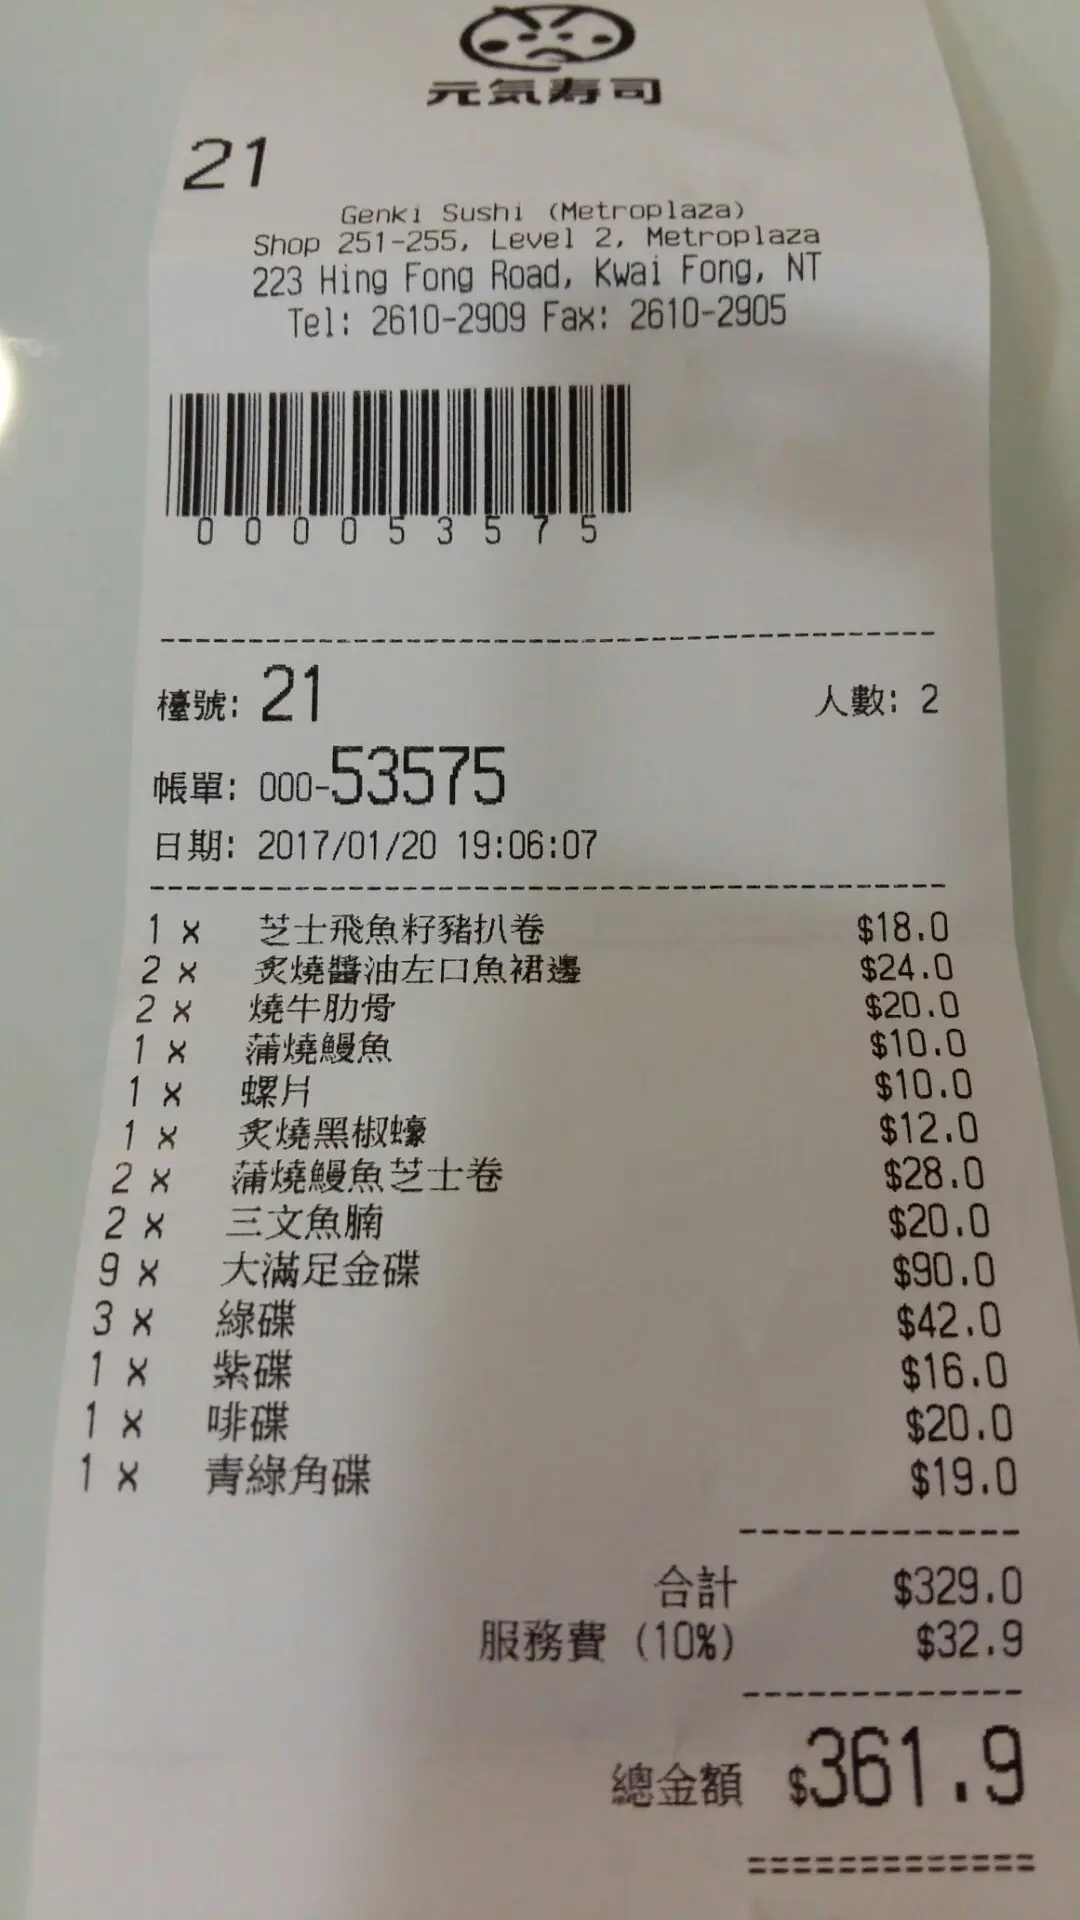 元気寿司
21
Genki Sushi (Metroplaza)
Shop 251-255, Level 2, Metroplaza
223 Hing Fong Road, Kwai Fong, NT
Tel: 2610-2909 Fax: 2610-2905
000053575
檯號: 21 人數: 2
帳單: 000-53575
日期: 2017/01/20 19:06:07
1 x 芝士飛魚籽豬扒卷 $18.0
2 x 炙燒醬油左口魚裙邊 $24.0
2 x 燒牛肋骨 $20.0
1 x 蒲燒鰻魚 $10.0
1 x 螺片 $10.0
1 x 炙燒黑椒蠔 $12.0
2 x 蒲燒鰻魚芝士卷 $28.0
2 x 三文魚腩 $20.0
9 x 大滿足金碟 $90.0
3 x 綠碟 $42.0
1 x 紫碟 $16.0
1 x 啡碟 $20.0
1 x 青綠角碟 $19.0
合計 $329.0
服務費 (10%) $32.9
總金額 $361.9